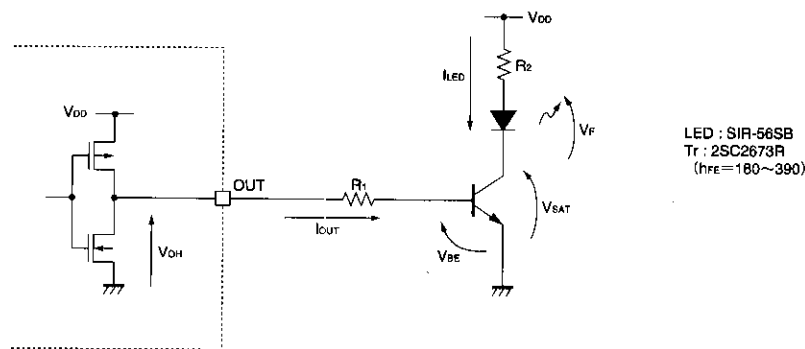 VDD
R2
ILED
VDD
VF
LED : SIR-56SB
Tr : 2SC2673R
(hFE=180～390)
OUT
R1
VSAT
IOUT
VOH
VBE